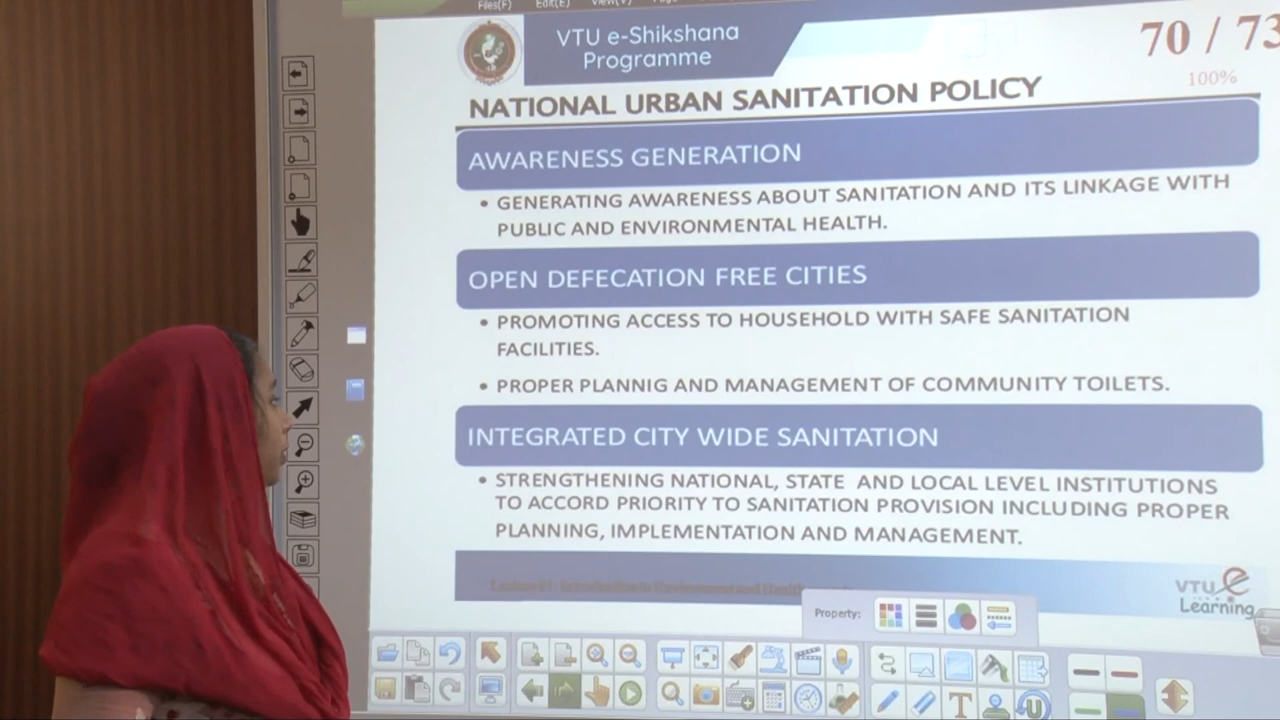 Files(F) Edit(E) View(V)
VTU e-Shikshana
Programme
70 / 73
100%
NATIONAL URBAN SANITATION POLICY
AWARENESS GENERATION
• GENERATING AWARENESS ABOUT SANITATION AND ITS LINKAGE WITH
PUBLIC AND ENVIRONMENTAL HEALTH.
OPEN DEFECATION FREE CITIES
• PROMOTING ACCESS TO HOUSEHOLD WITH SAFE SANITATION
FACILITIES.
• PROPER PLANNIG AND MANAGEMENT OF COMMUNITY TOILETS.
INTEGRATED CITY WIDE SANITATION
• STRENGTHENING NATIONAL, STATE AND LOCAL LEVEL INSTITUTIONS
TO ACCORD PRIORITY TO SANITATION PROVISION INCLUDING PROPER
PLANNING, IMPLEMENTATION AND MANAGEMENT.
VTU e
Learning
Property: